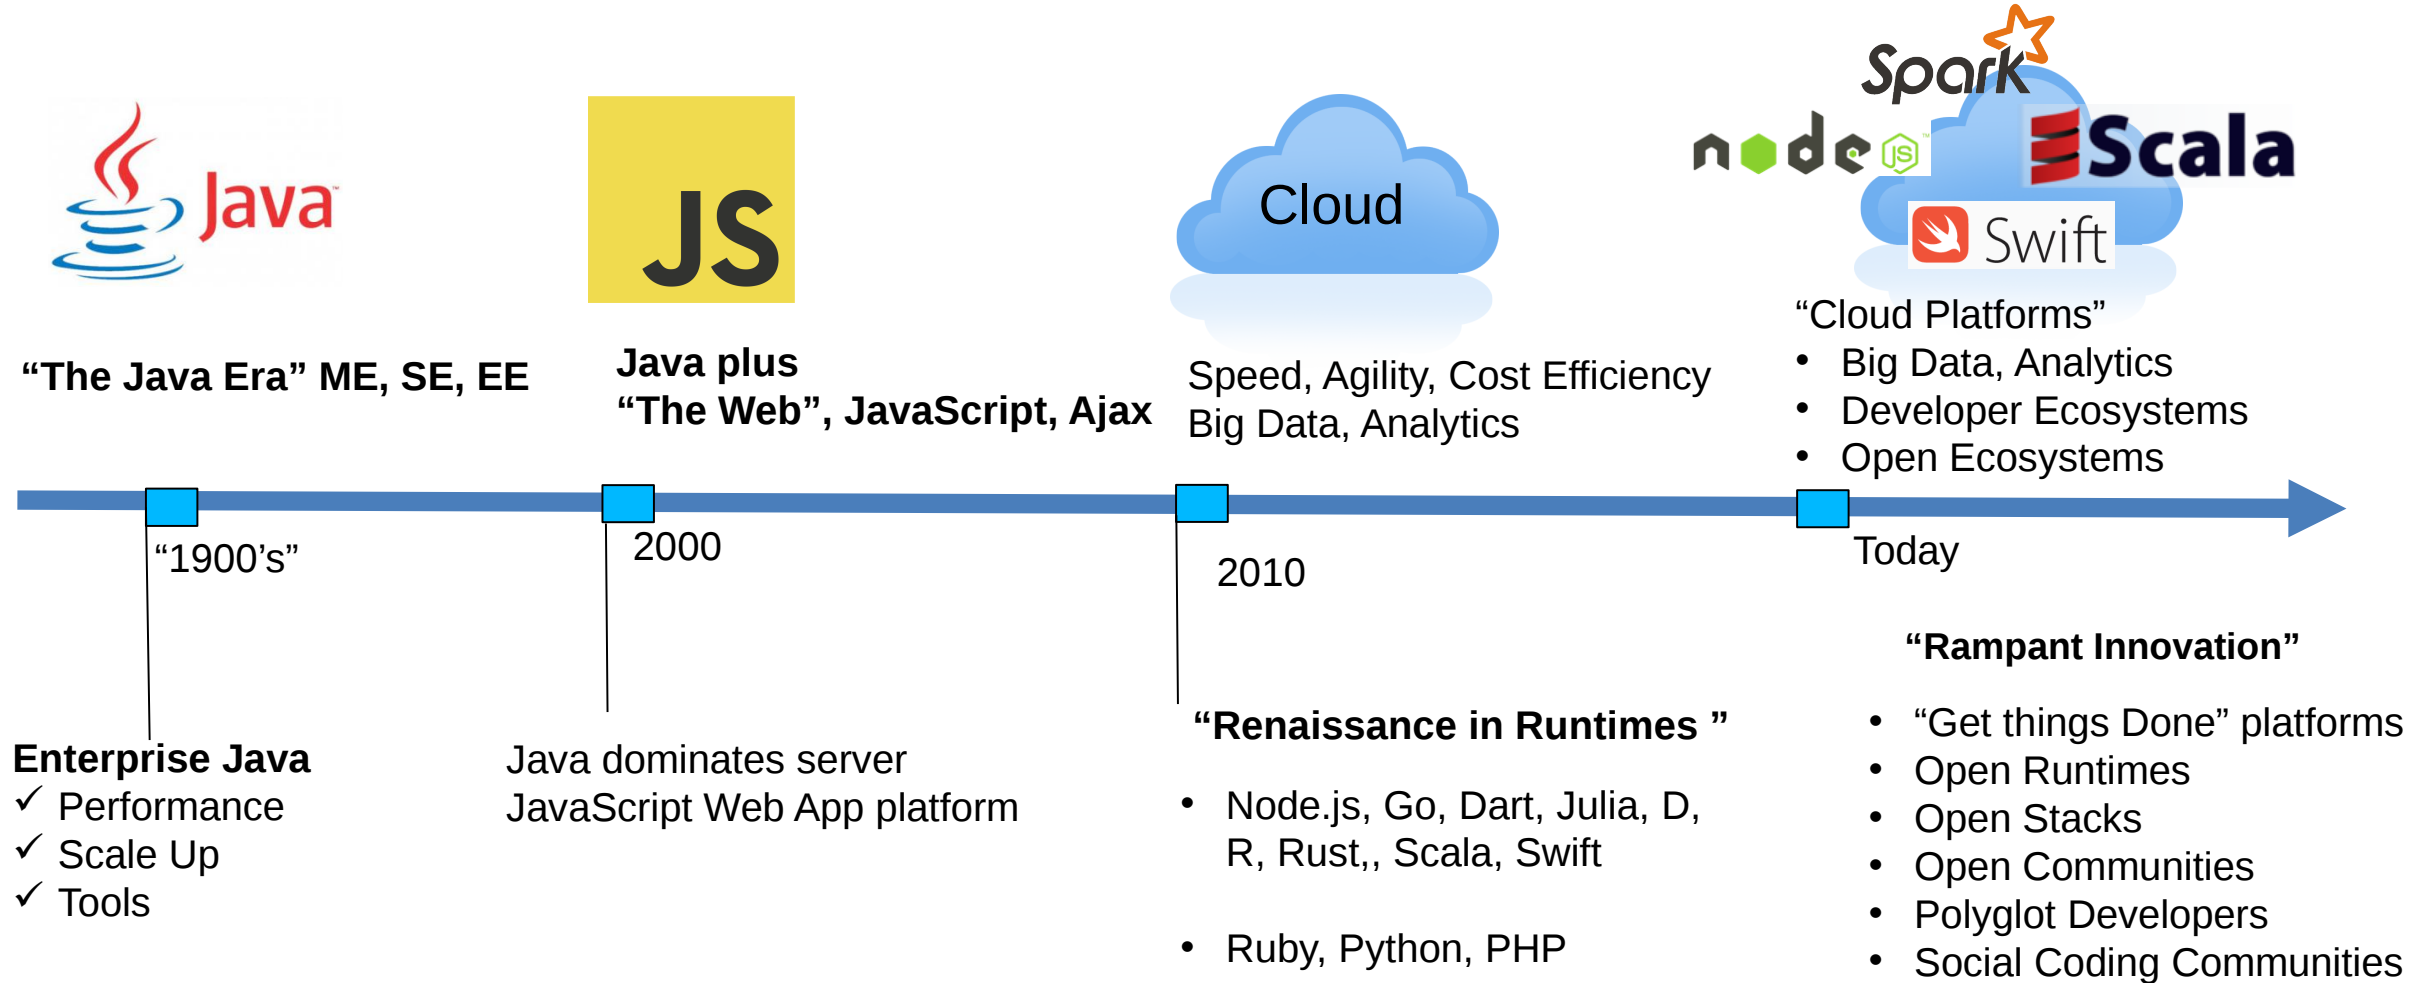 Java™
“The Java Era” ME, SE, EE
“1900’s”
Enterprise Java
✓ Performance
✓ Scale Up
✓ Tools
JS
Java plus
“The Web”, JavaScript, Ajax
2000
Java dominates server
JavaScript Web App platform
Cloud
Speed, Agility, Cost Efficiency
Big Data, Analytics
2010
“Renaissance in Runtimes ”
• Node.js, Go, Dart, Julia, D,
R, Rust,, Scala, Swift
• Ruby, Python, PHP
Spark
node JS™
Scala
Swift
“Cloud Platforms”
• Big Data, Analytics
• Developer Ecosystems
• Open Ecosystems
Today
“Rampant Innovation”
• “Get things Done” platforms
• Open Runtimes
• Open Stacks
• Open Communities
• Polyglot Developers
• Social Coding Communities